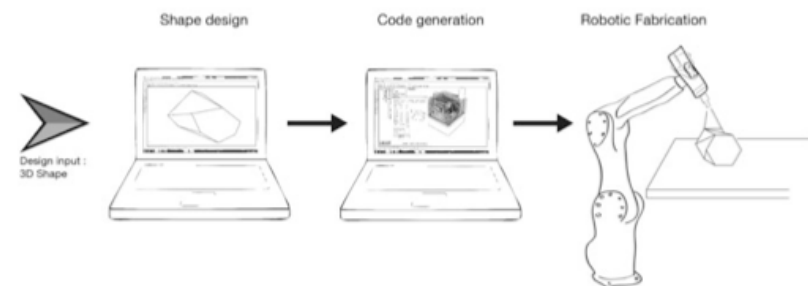 Shape design
Code generation
Robotic Fabrication
Design input :
3D Shape